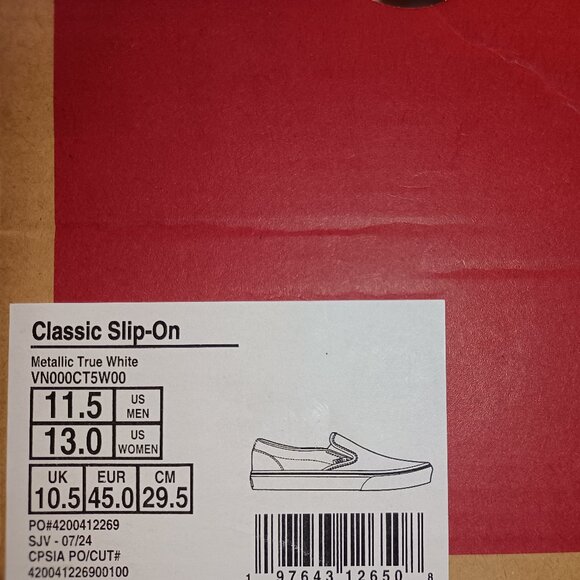 Classic Slip-On
Metallic True White
VN000CT5W00
11.5 US MEN
13.0 US WOMEN
UK EUR CM
10.5 45.0 29.5
PO#4200412269
SJV - 07/24
CPSIA PO/CUT#
420041226900100
1 97643 12650 8